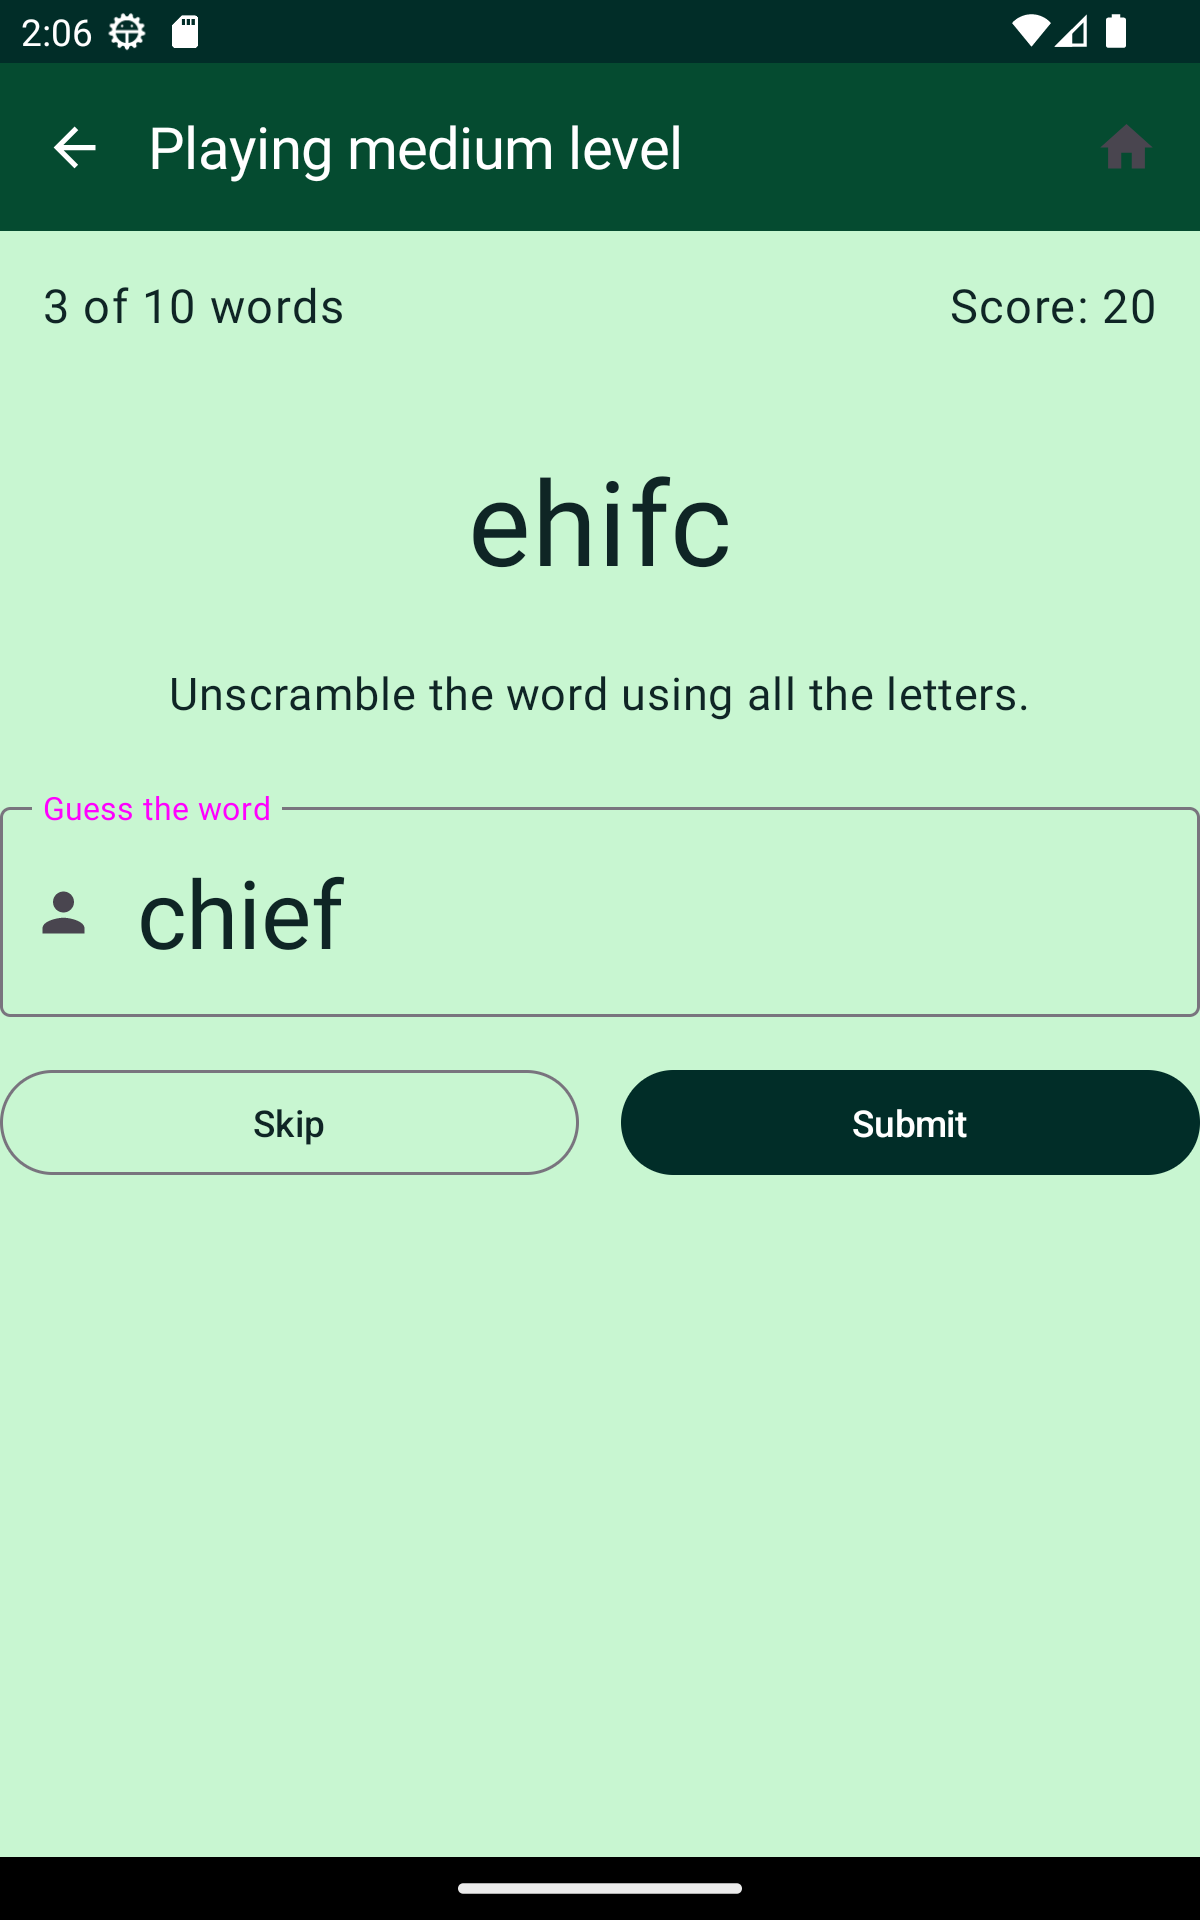 2:06
Playing medium level
3 of 10 words
Score: 20
ehifc
Unscramble the word using all the letters.
Guess the word
chief
Skip
Submit